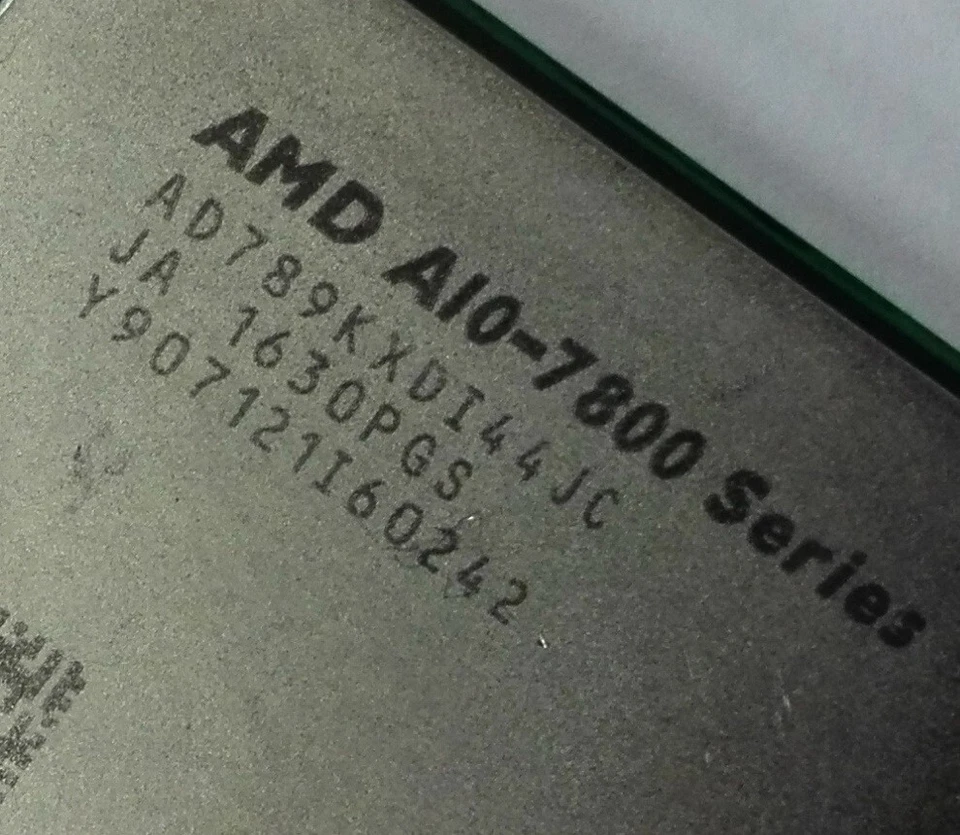 AMD A10-7800 Series
AD789KXDI44JC
JA 1630PGS
Y907121I60242